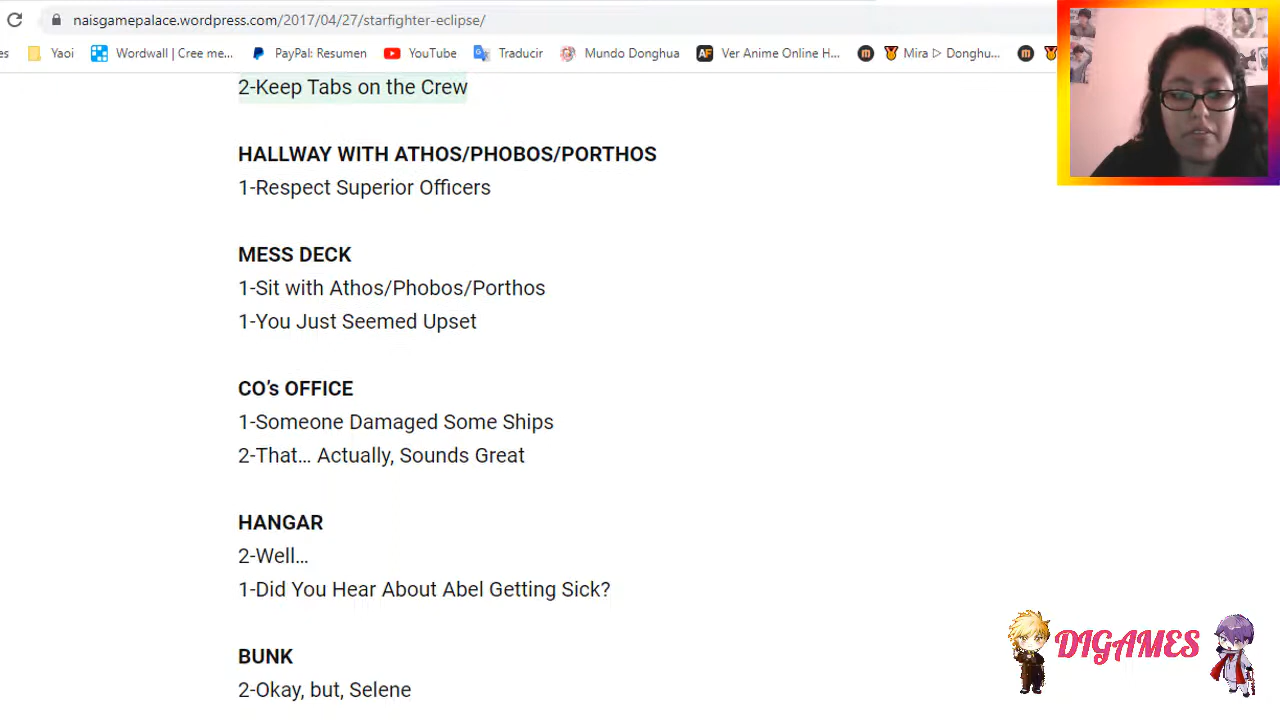 naisgamepalace.wordpress.com/2017/04/27/starfighter-eclipse/
es Yaoi Wordwall | Cree me... PayPal: Resumen YouTube Traducir Mundo Donghua Ver Anime Online H... Mira ▷ Donghu...
2-Keep Tabs on the Crew
HALLWAY WITH ATHOS/PHOBOS/PORTHOS
1-Respect Superior Officers
MESS DECK
1-Sit with Athos/Phobos/Porthos
1-You Just Seemed Upset
CO’s OFFICE
1-Someone Damaged Some Ships
2-That… Actually, Sounds Great
HANGAR
2-Well…
1-Did You Hear About Abel Getting Sick?
DIGAMES
BUNK
2-Okay, but, Selene